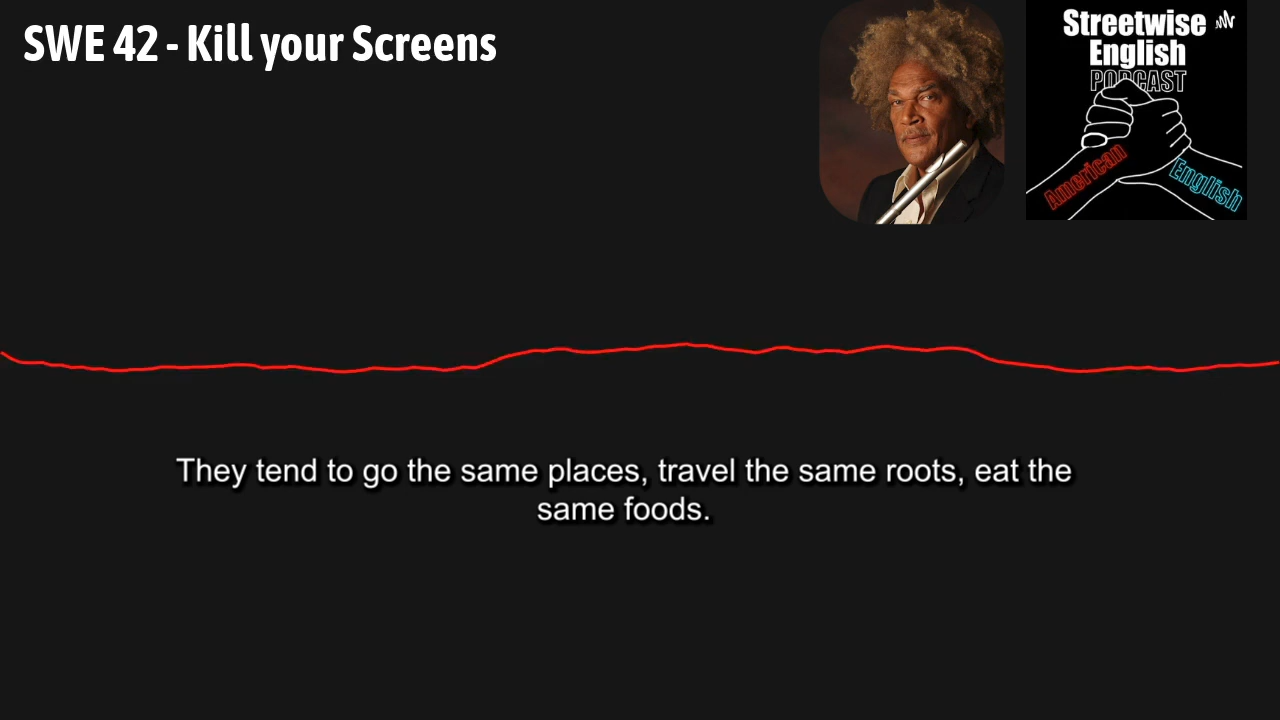 SWE 42 - Kill your Screens
Streetwise
English
PODCAST
American
English
They tend to go the same places, travel the same roots, eat the
same foods.